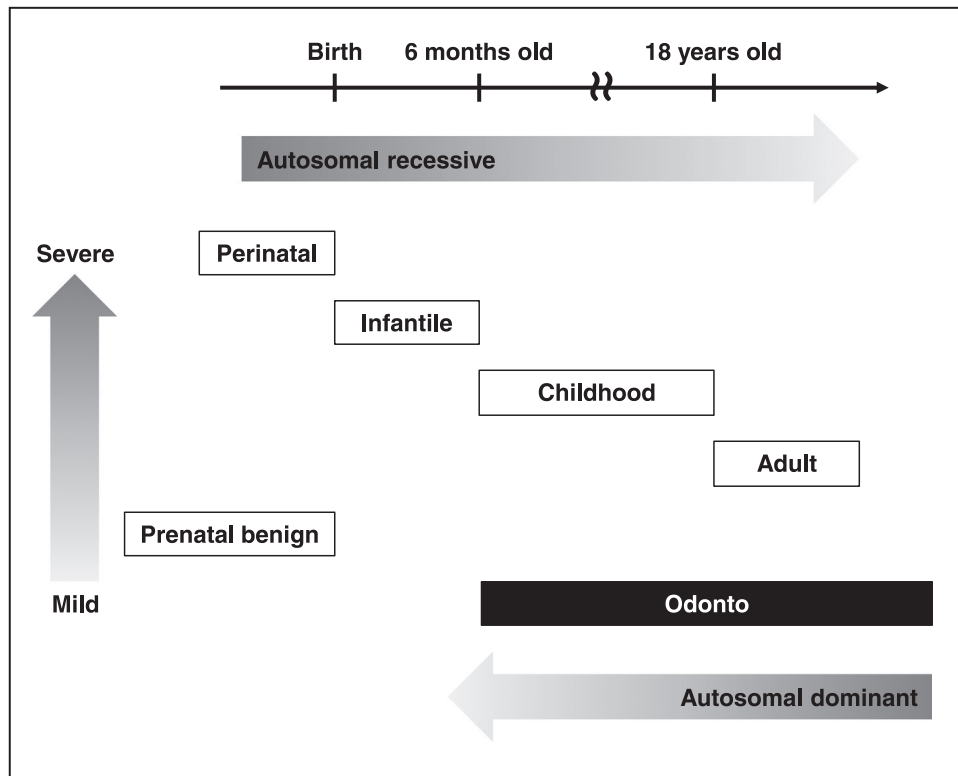 Birth 6 months old 18 years old
Autosomal recessive
Severe
Perinatal
Infantile
Childhood
Adult
Prenatal benign
Mild
Odonto
Autosomal dominant